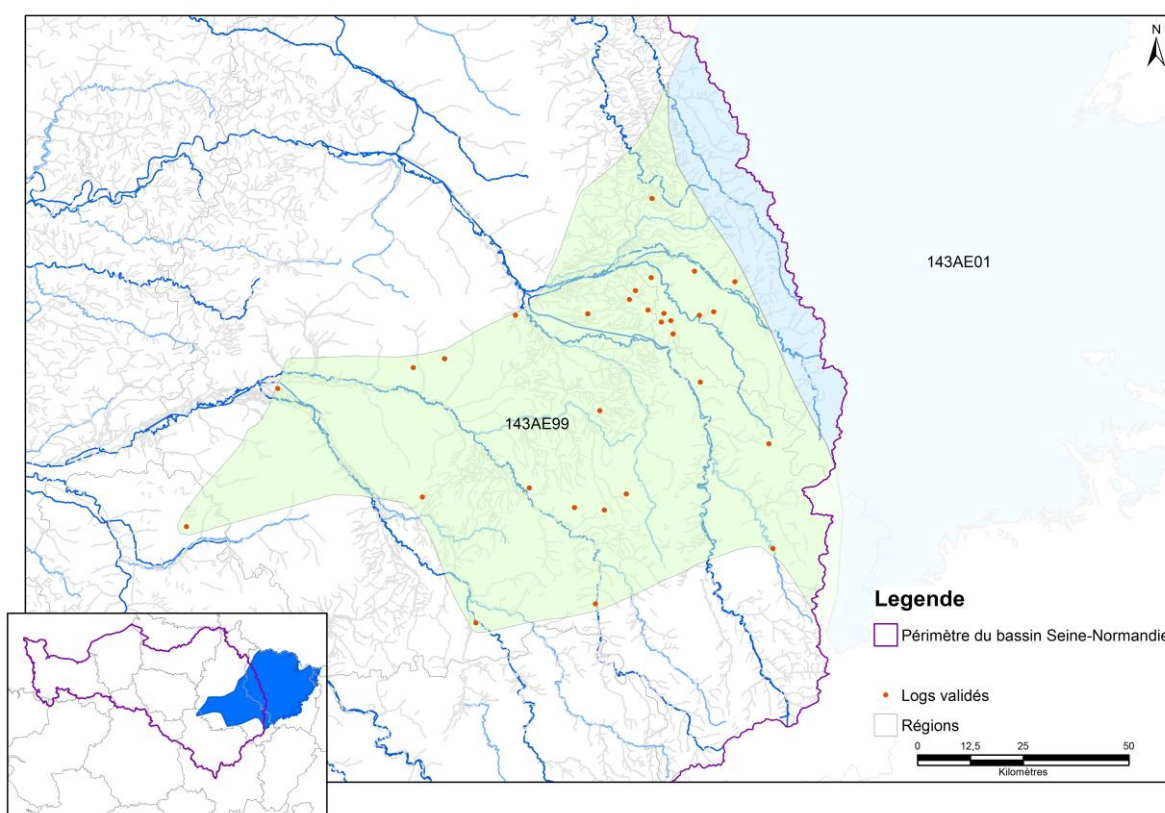 N
143AE01
143AE99
Legende
Périmètre du bassin Seine-Normandie
Logs validés
Régions
0 12,5 25 50
Kilomètres